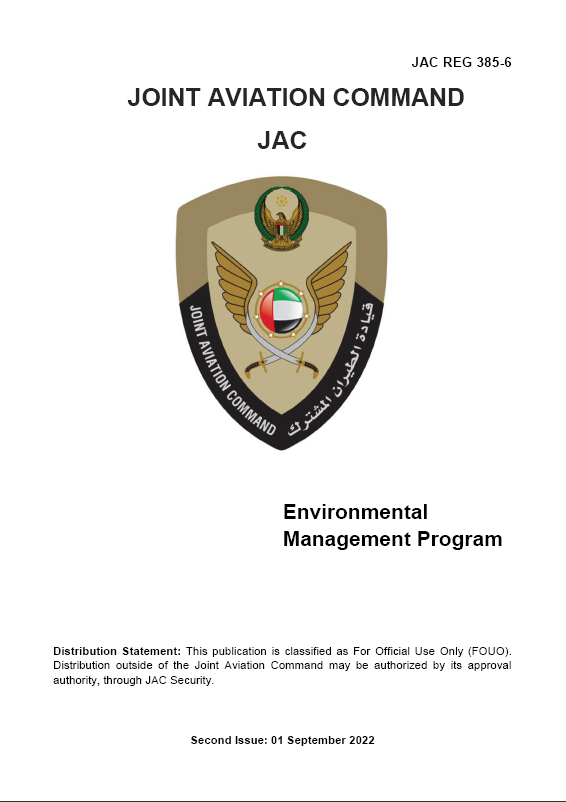 JAC REG 385-6
JOINT AVIATION COMMAND
JAC
JOINT AVIATION COMMAND
قيادة الطيران المشترك
Environmental
Management Program
Distribution Statement: This publication is classified as For Official Use Only (FOUO).
Distribution outside of the Joint Aviation Command may be authorized by its approval
authority, through JAC Security.
Second Issue: 01 September 2022